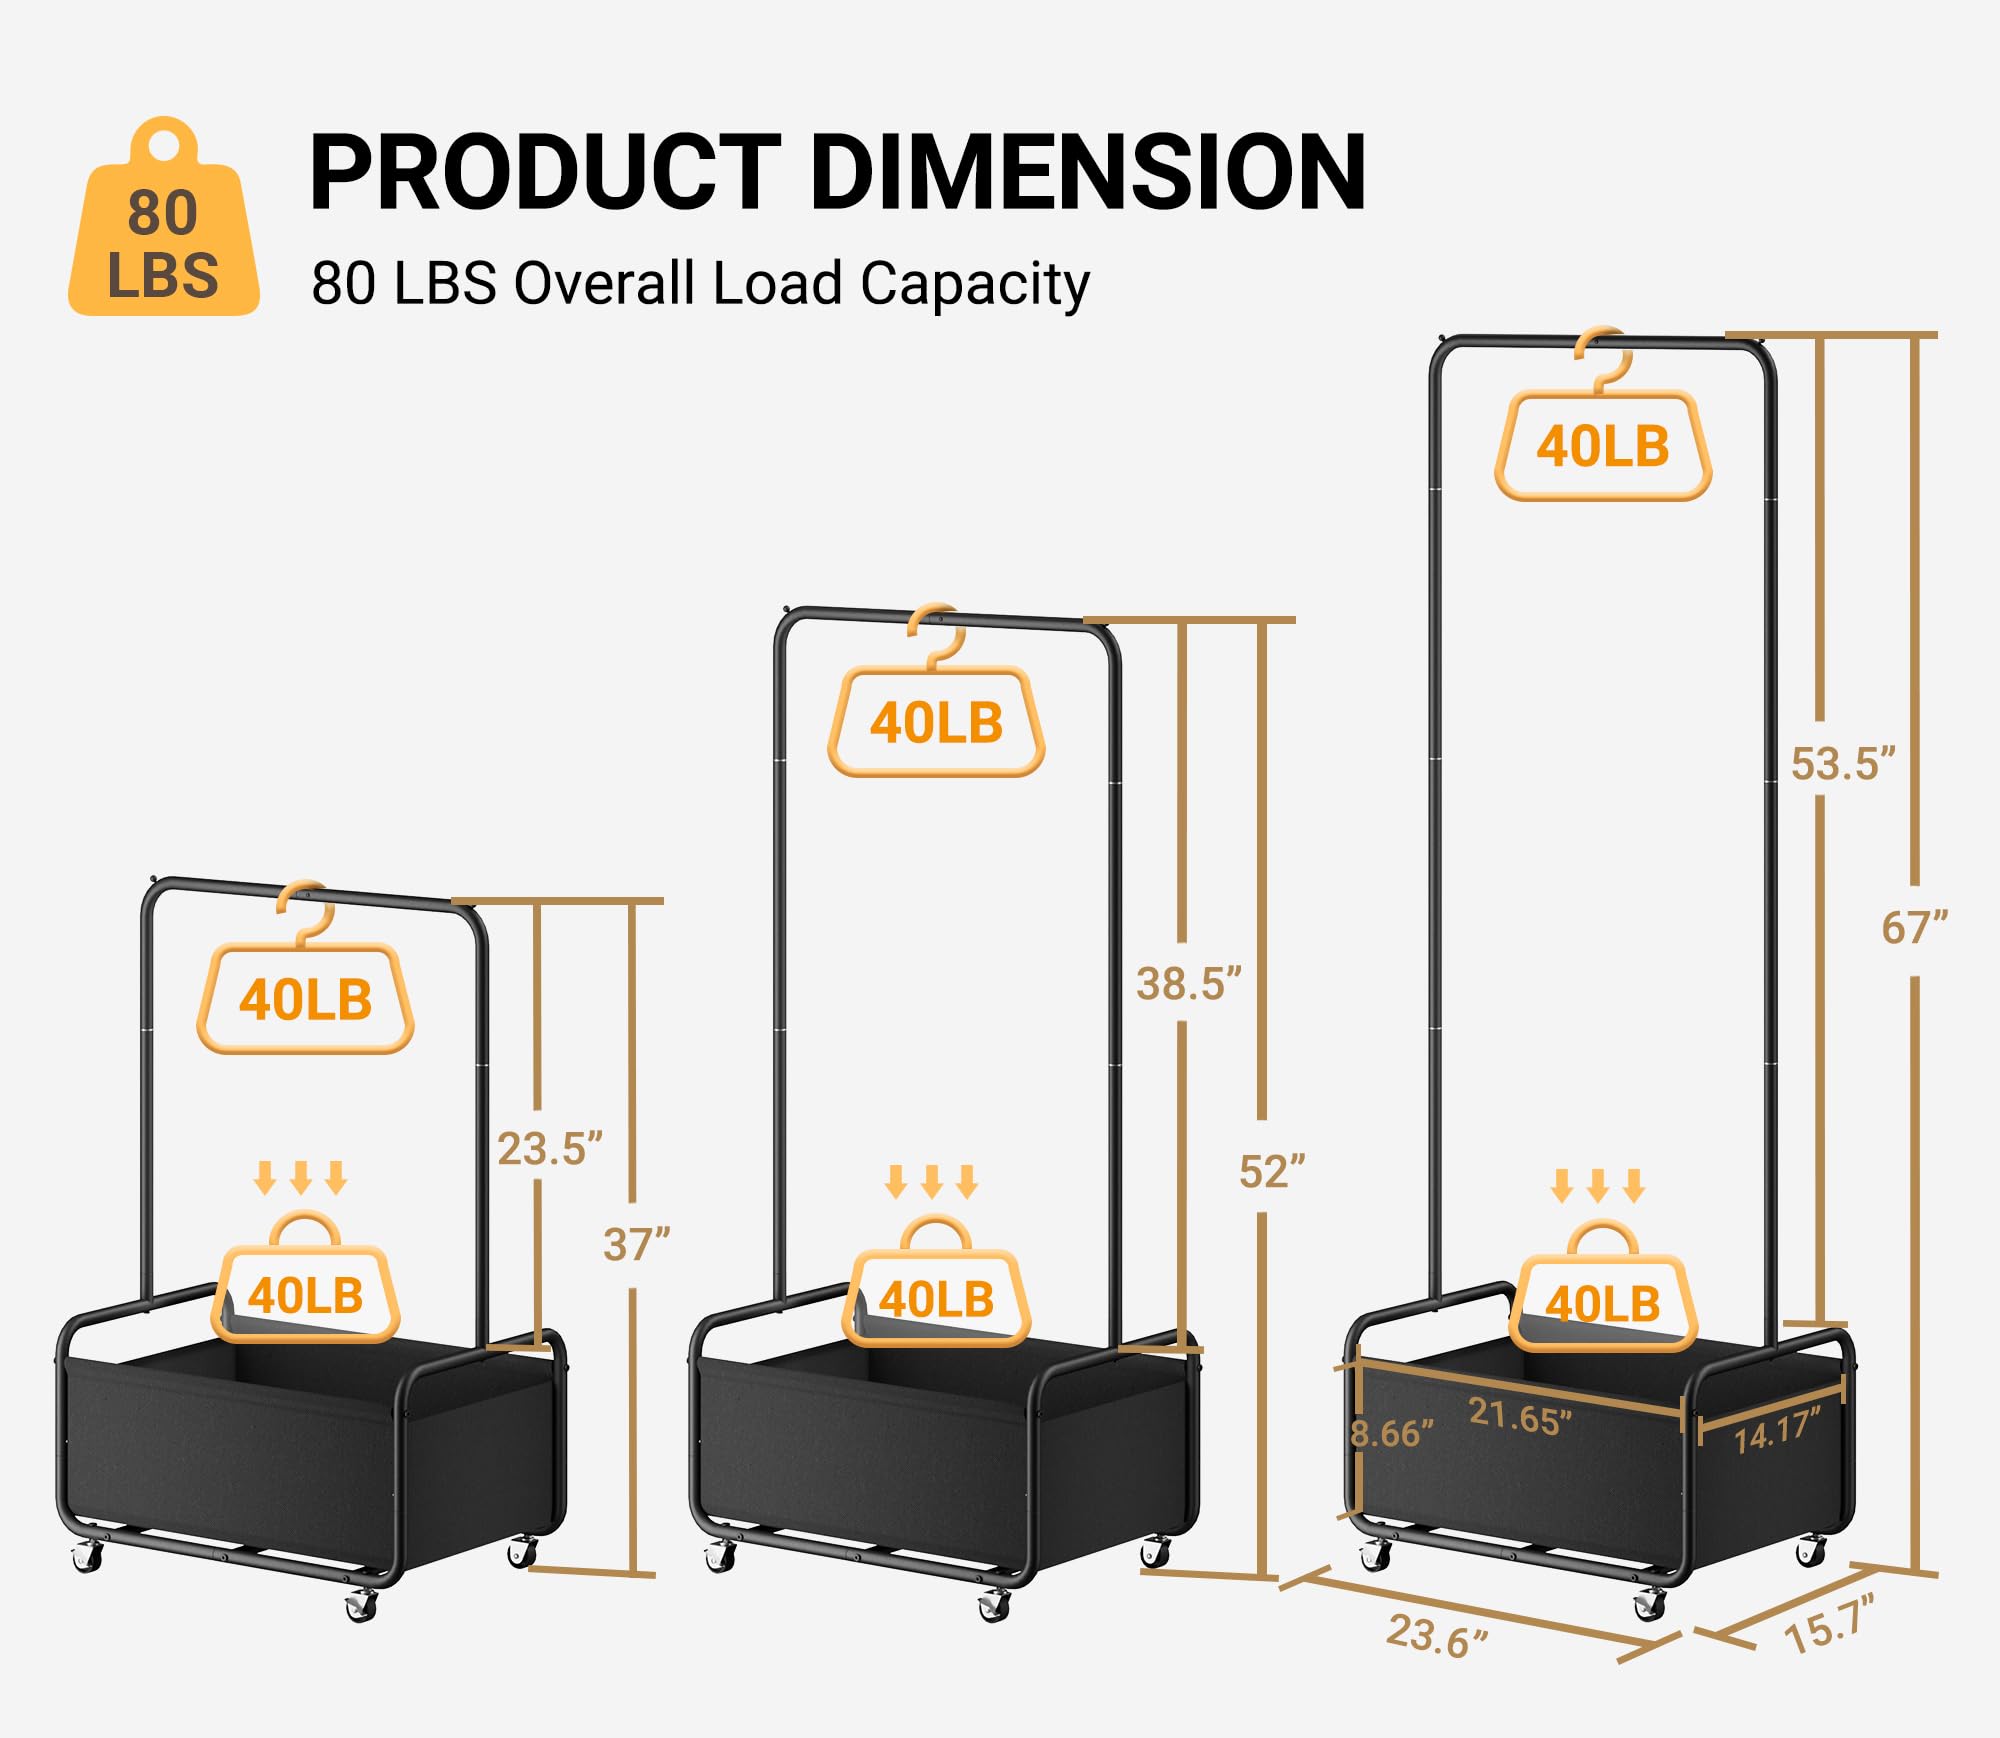 80
LBS
PRODUCT DIMENSION
80 LBS Overall Load Capacity
40LB
23.5”
37”
40LB
40LB
38.5”
52”
40LB
40LB
53.5”
67”
40LB
8.66”
21.65”
14.17”
23.6”
15.7”